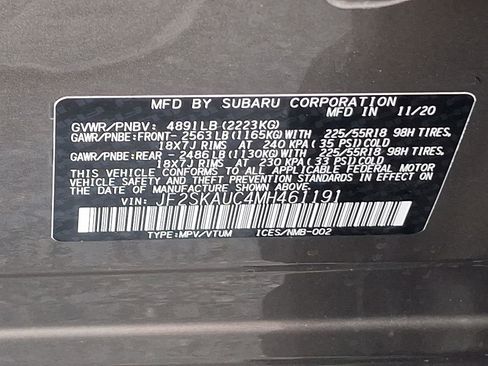 MFD BY SUBARU CORPORATION
MFD IN 11/20
GVWR/PNBV: 4891LB(2223KG)
GAWR/PNBE:FRONT- 2563LB(1165KG)WITH 225/55R18 98H TIRES,
18X7J RIMS AT 240 KPA(35 PSI)COLD
GAWR/PNBE:REAR - 2486LB(1130KG)WITH 225/55R18 98H TIRES,
18X7J RIMS AT 230 KPA(33 PSI)COLD
THIS VEHICLE CONFORMS TO ALL APPLICABLE FEDERAL MOTOR
VEHICLE SAFETY AND THEFT PREVENTION STANDARDS IN EFFECT
ON THE DATE OF MANUFACTURE SHOWN ABOVE.
VIN: JF2SKAUC4MH461191
TYPE:MPV/VTUM ICES/NMB-002